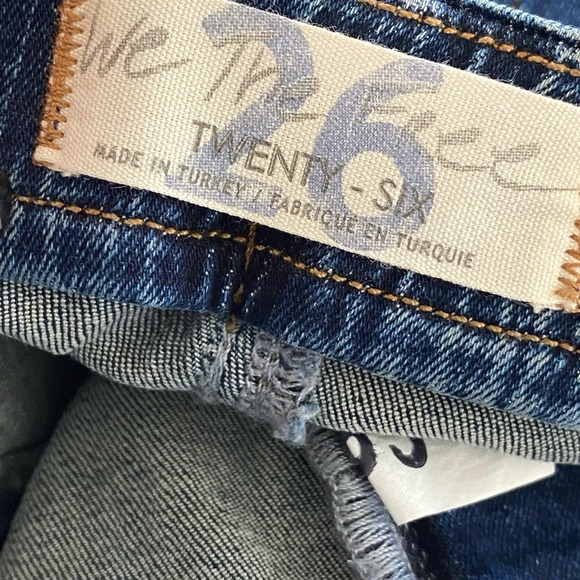 We The Free
26
TWENTY - SIX
MADE IN TURKEY / FABRIQUE EN TURQUIE